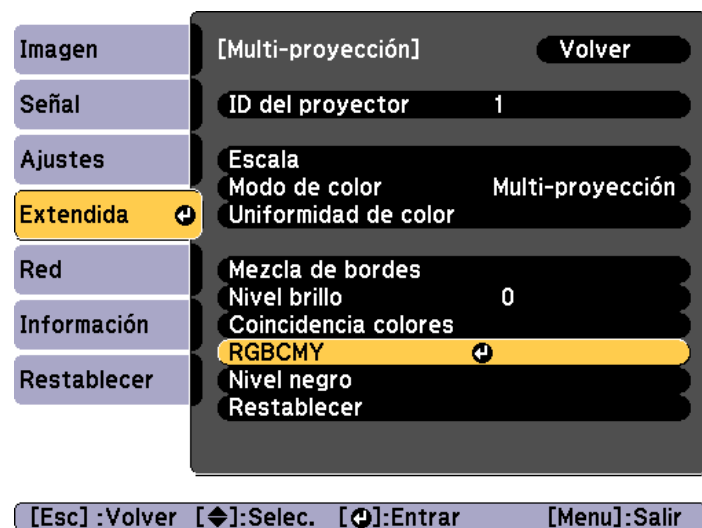 Imagen
Señal
Ajustes
Extendida
Red
Información
Restablecer
[Multi-proyección] Volver
ID del proyector 1
Escala
Modo de color Multi-proyección
Uniformidad de color
Mezcla de bordes
Nivel brillo 0
Coincidencia colores
RGBCMY
Nivel negro
Restablecer
[Esc] :Volver [◆]:Selec. [↵]:Entrar [Menu]:Salir